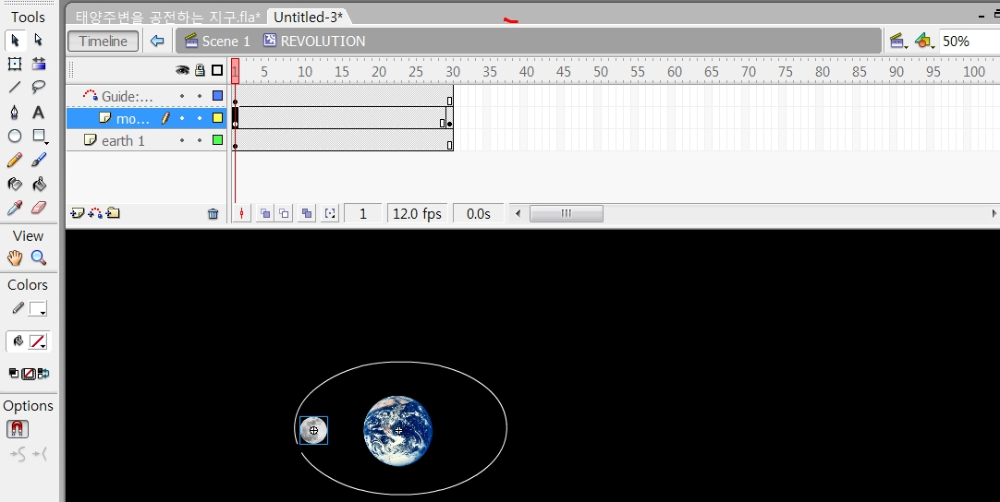 Tools
태양주변을 공전하는 지구.fla* Untitled-3*
Timeline Scene 1 REVOLUTION 50%
1 5 10 15 20 25 30 35 40 45 50 55 60 65 70 75 80 85 90 95 100
Guide:...
mo...
earth 1
A
1 12.0 fps 0.0s
View
Colors
Options